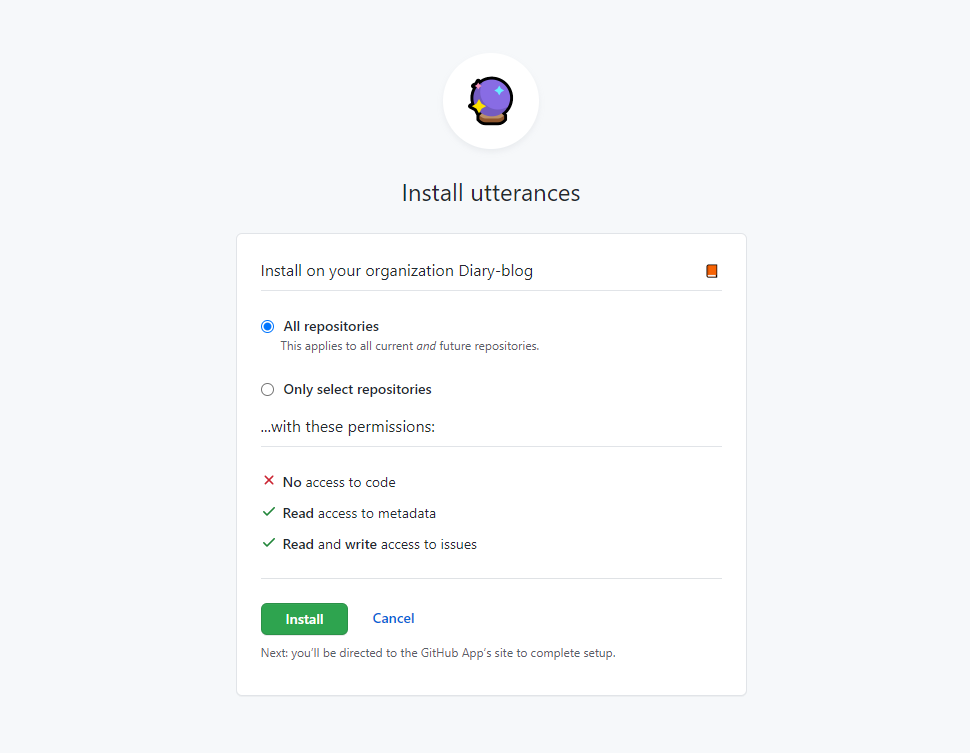 Install utterances
Install on your organization Diary-blog
All repositories
This applies to all current and future repositories.
Only select repositories
...with these permissions:
No access to code
Read access to metadata
Read and write access to issues
Install Cancel
Next: you'll be directed to the GitHub App's site to complete setup.